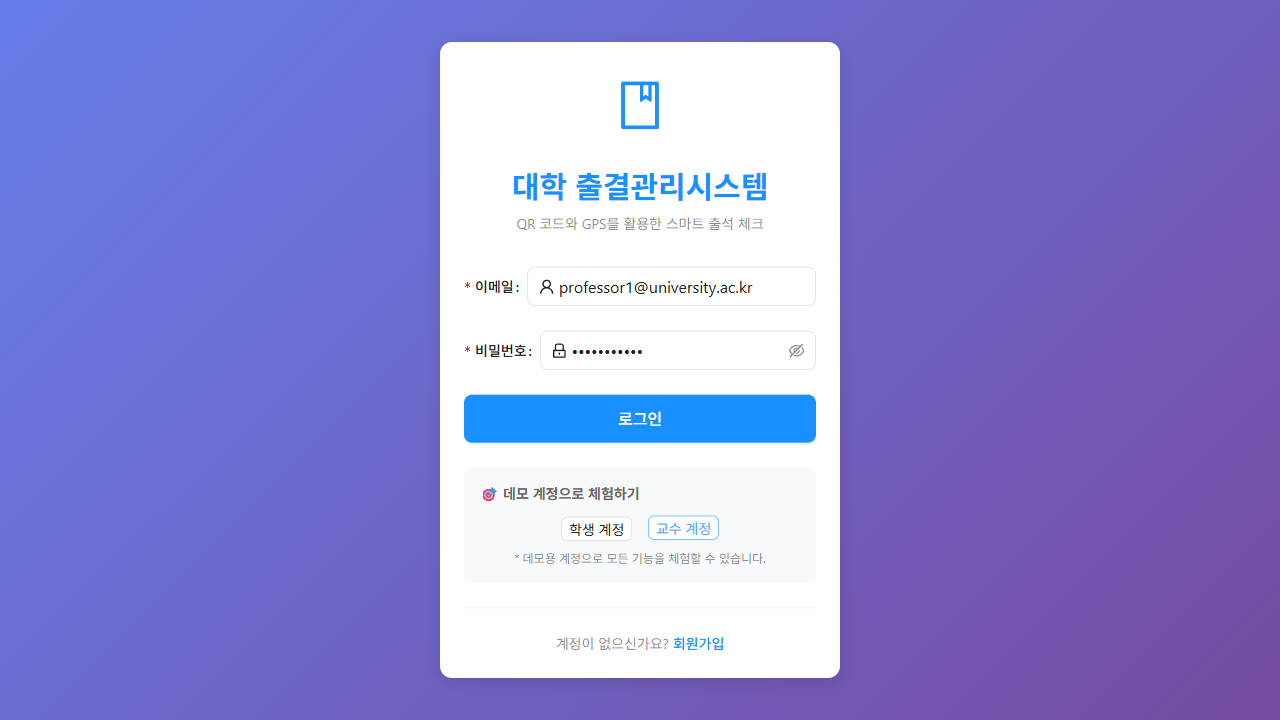 대학 출결관리시스템
QR 코드와 GPS를 활용한 스마트 출석 체크
* 이메일 : professor1@university.ac.kr
* 비밀번호 : •••••••••••
로그인
🎯 데모 계정으로 체험하기
학생 계정 교수 계정
* 데모용 계정으로 모든 기능을 체험할 수 있습니다.
계정이 없으신가요? 회원가입